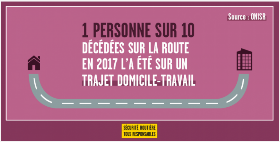 Source : ONISR
1 PERSONNE SUR 10
DÉCÉDÉES SUR LA ROUTE
EN 2017 L'A ÉTÉ SUR UN
TRAJET DOMICILE-TRAVAIL
SÉCURITÉ ROUTIÈRE
TOUS RESPONSABLES